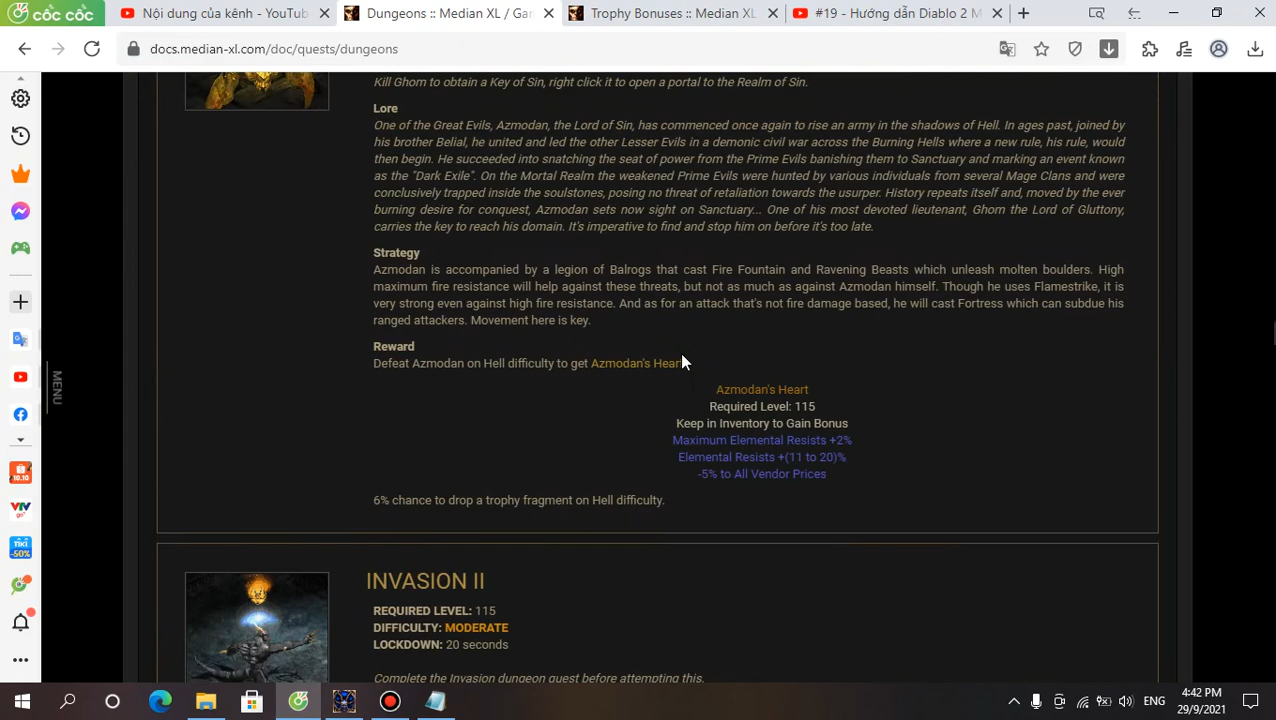 cốc cốc
Nội dung của kênh - YouTub
Dungeons :: Median XL / Gar
Trophy Bonuses :: Median XL
#19 - Hướng dẫn Diablo 2 M
docs.median-xl.com/doc/quests/dungeons
Kill Ghom to obtain a Key of Sin, right click it to open a portal to the Realm of Sin.
Lore
One of the Great Evils, Azmodan, the Lord of Sin, has commenced once again to rise an army in the shadows of Hell. In ages past, joined by
his brother Belial, he united and led the other Lesser Evils in a demonic civil war across the Burning Hells where a new rule, his rule, would
then begin. He succeeded into snatching the seat of power from the Prime Evils banishing them to Sanctuary and marking an event known
as the "Dark Exile". On the Mortal Realm the weakened Prime Evils were hunted by various individuals from several Mage Clans and were
conclusively trapped inside the soulstones, posing no threat of retaliation towards the usurper. History repeats itself and, moved by the ever
burning desire for conquest, Azmodan sets now sight on Sanctuary... One of his most devoted lieutenant, Ghom the Lord of Gluttony,
carries the key to reach his domain. It's imperative to find and stop him on before it's too late.
Strategy
Azmodan is accompanied by a legion of Balrogs that cast Fire Fountain and Ravening Beasts which unleash molten boulders. High
maximum fire resistance will help against these threats, but not as much as against Azmodan himself. Though he uses Flamestrike, it is
very strong even against high fire resistance. And as for an attack that's not fire damage based, he will cast Fortress which can subdue his
ranged attackers. Movement here is key.
Reward
Defeat Azmodan on Hell difficulty to get Azmodan's Heart
Azmodan's Heart
Required Level: 115
Keep in Inventory to Gain Bonus
Maximum Elemental Resists +2%
Elemental Resists +(11 to 20)%
-5% to All Vendor Prices
6% chance to drop a trophy fragment on Hell difficulty.
INVASION II
REQUIRED LEVEL: 115
DIFFICULTY: MODERATE
LOCKDOWN: 20 seconds
Complete the Invasion dungeon quest before attempting this.
MENU
10.10
VTV
go
TIKI
-50%
ENG
4:42 PM
29/9/2021